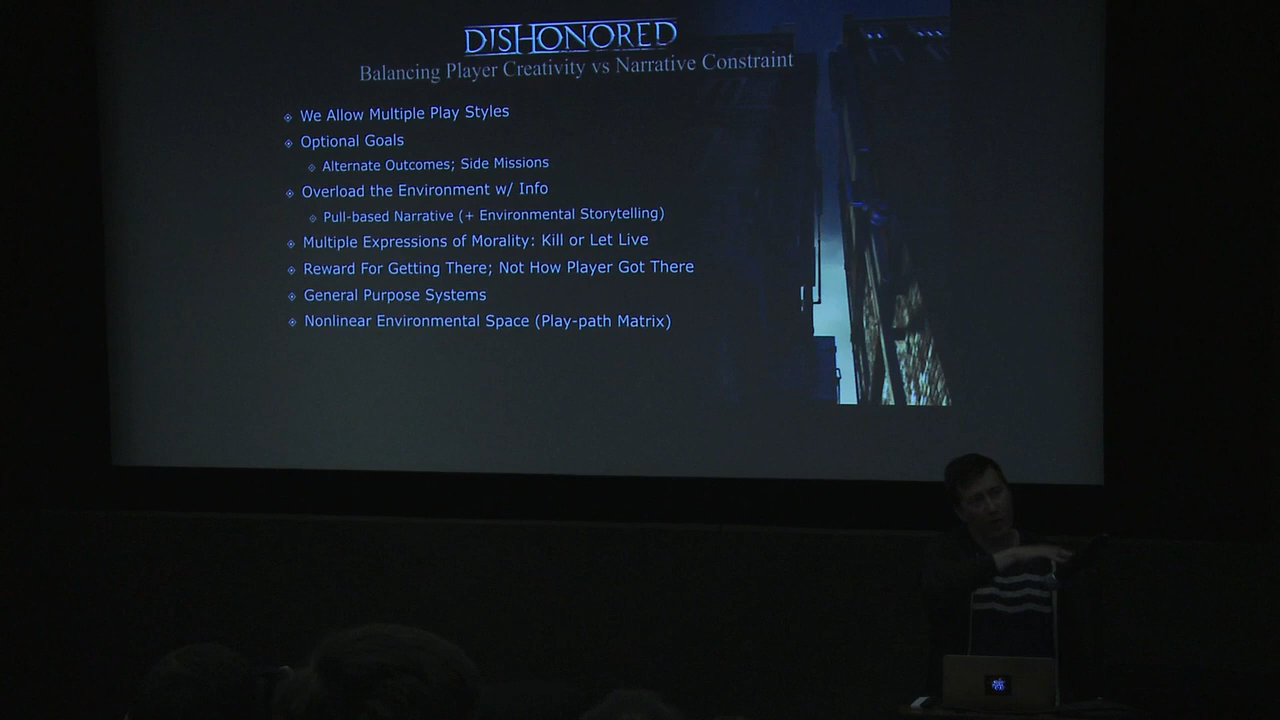 DISHONORED
Balancing Player Creativity vs Narrative Constraint
We Allow Multiple Play Styles
Optional Goals
Alternate Outcomes; Side Missions
Overload the Environment w/ Info
Pull-based Narrative (+ Environmental Storytelling)
Multiple Expressions of Morality: Kill or Let Live
Reward For Getting There; Not How Player Got There
General Purpose Systems
Nonlinear Environmental Space (Play-path Matrix)